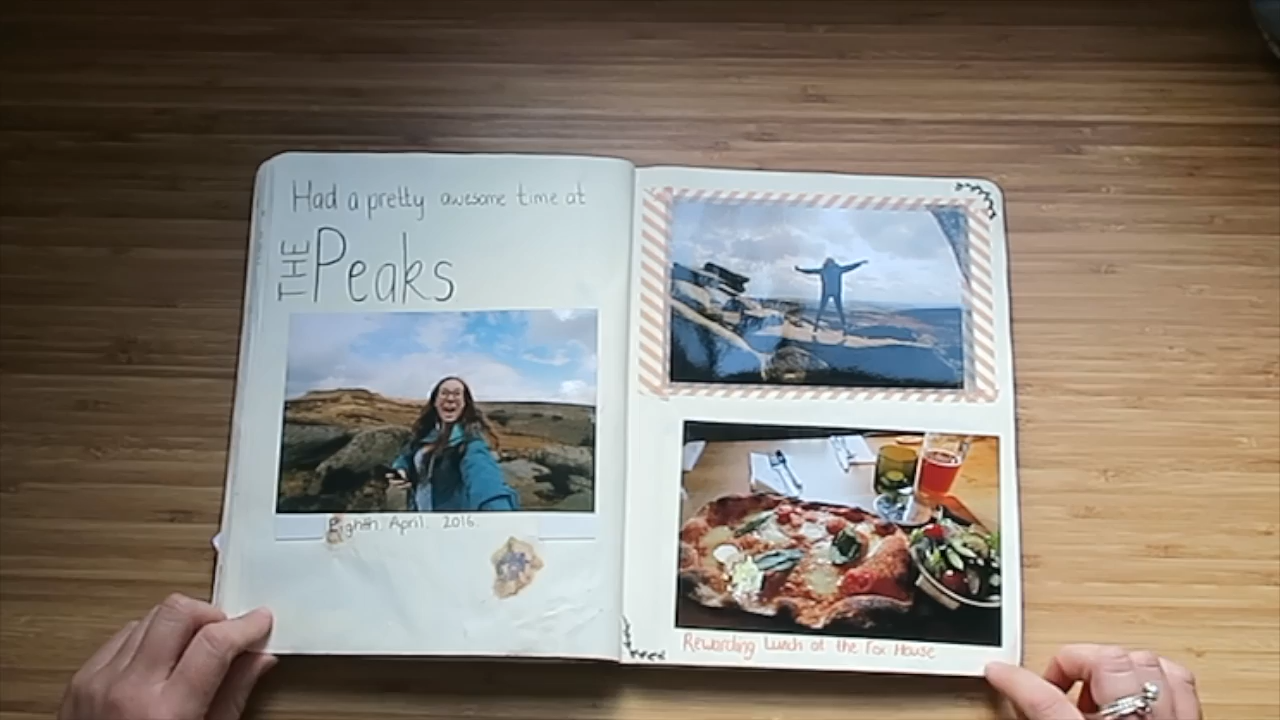 Had a pretty awesome time at
THE Peaks
Eighth. April. 2016.
Rewarding Lunch at the Fox House